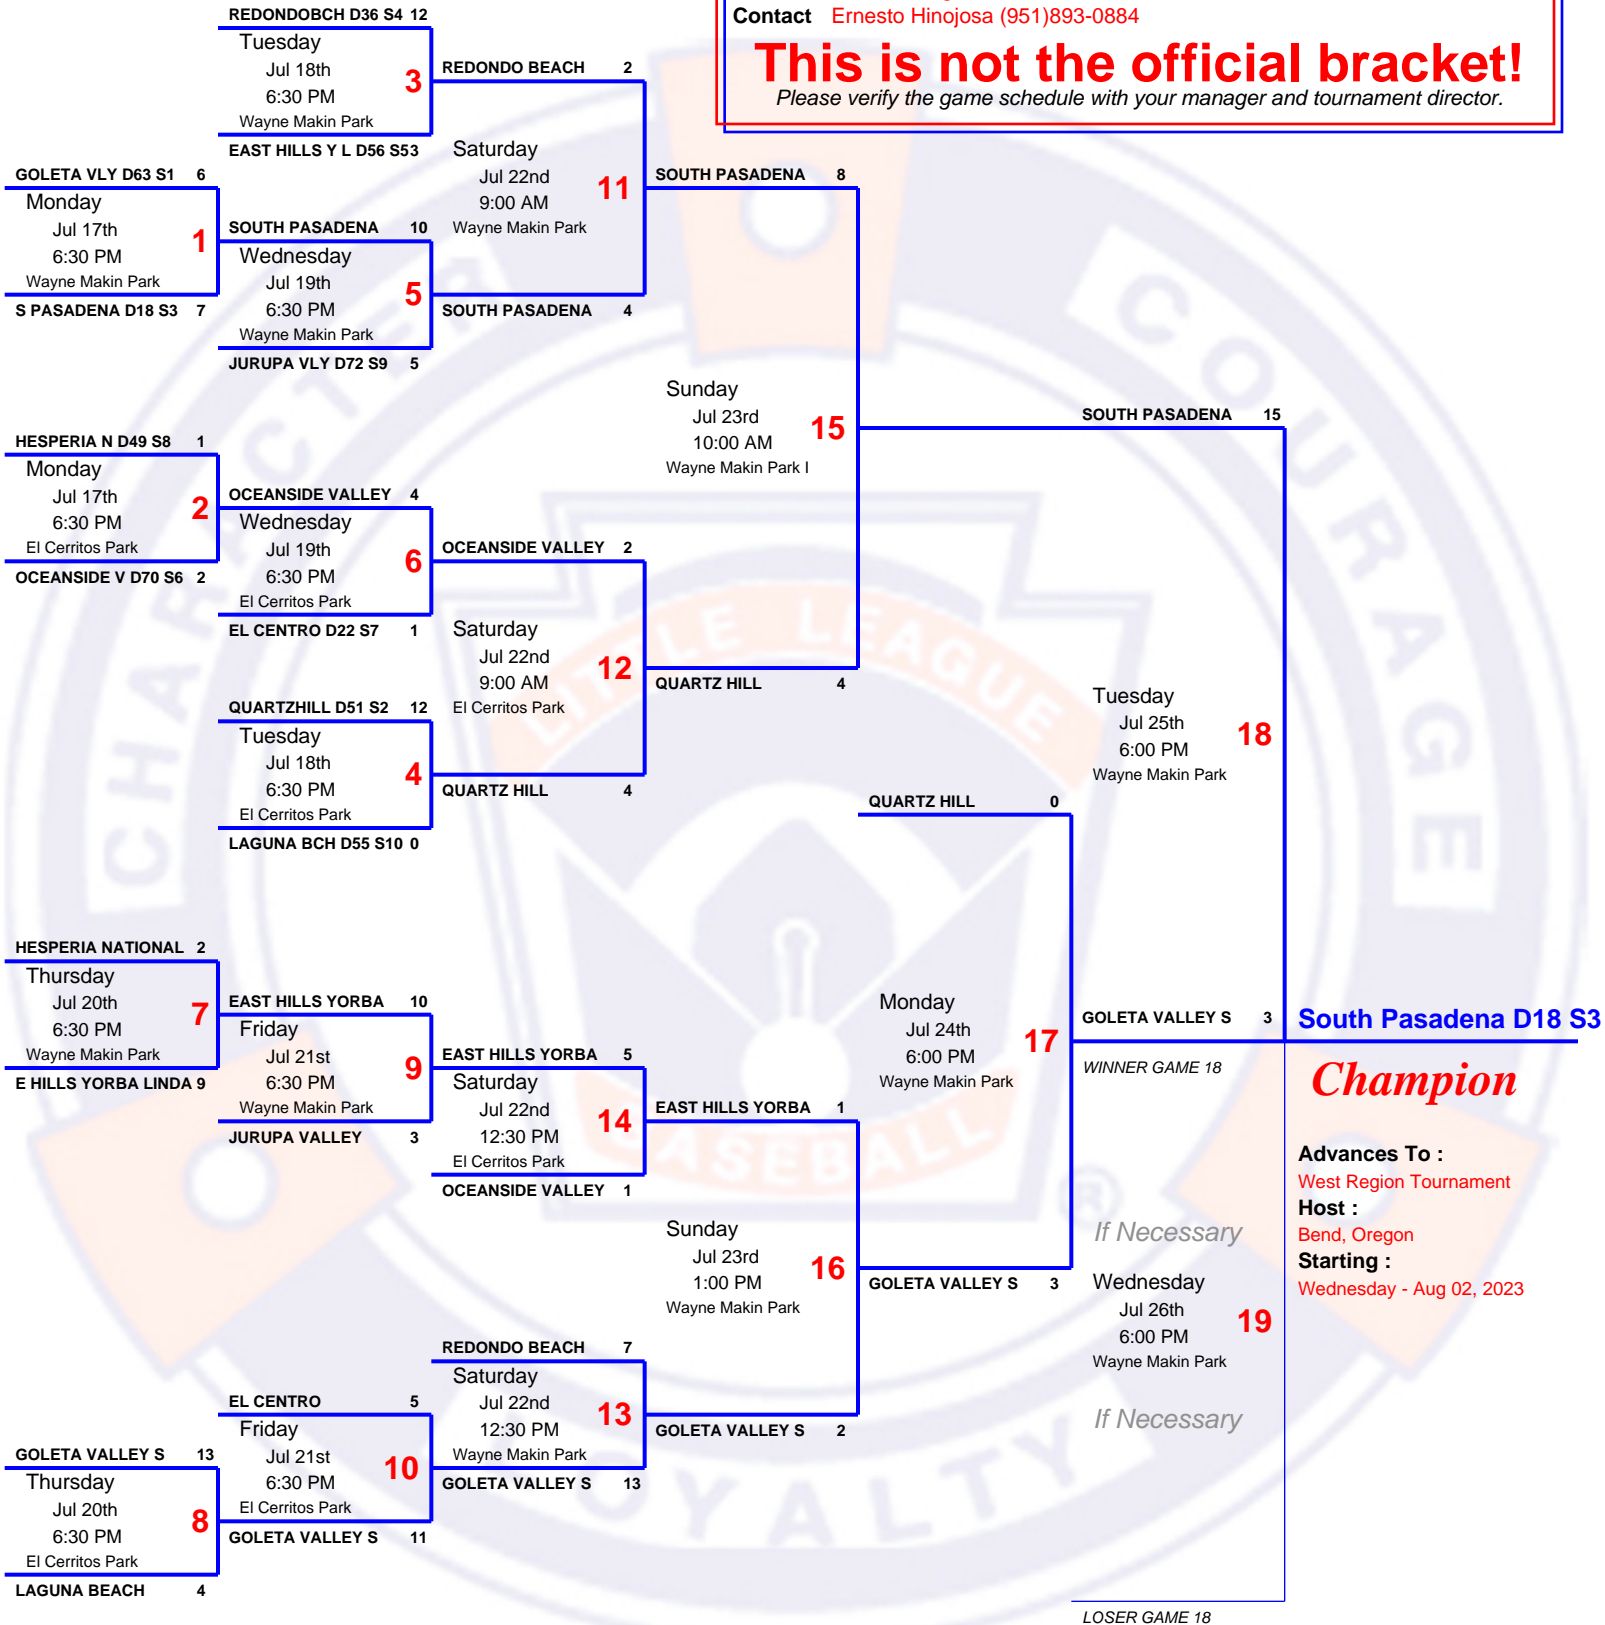 Contact Ernesto Hinojosa (951)893-0884
This is not the official bracket!
Please verify the game schedule with your manager and tournament director.
REDONDOBCH D36 S4 12
Tuesday
Jul 18th
6:30 PM
Wayne Makin Park
3
EAST HILLS Y L D56 S53
GOLETA VLY D63 S1 6
Monday
Jul 17th
6:30 PM
Wayne Makin Park
1
S PASADENA D18 S3 7
SOUTH PASADENA 10
Wednesday
Jul 19th
6:30 PM
Wayne Makin Park
5
JURUPA VLY D72 S9 5
REDONDO BEACH 2
Saturday
Jul 22nd
9:00 AM
Wayne Makin Park
11
SOUTH PASADENA 4
HESPERIA N D49 S8 1
Monday
Jul 17th
6:30 PM
El Cerritos Park
2
OCEANSIDE V D70 S6 2
OCEANSIDE VALLEY 4
Wednesday
Jul 19th
6:30 PM
El Cerritos Park
6
EL CENTRO D22 S7 1
QUARTZHILL D51 S2 12
Tuesday
Jul 18th
6:30 PM
El Cerritos Park
4
LAGUNA BCH D55 S10 0
OCEANSIDE VALLEY 2
Saturday
Jul 22nd
9:00 AM
El Cerritos Park
12
QUARTZ HILL 4
SOUTH PASADENA 8
Sunday
Jul 23rd
10:00 AM
Wayne Makin Park I
15
QUARTZ HILL 4
SOUTH PASADENA 15
Tuesday
Jul 25th
6:00 PM
Wayne Makin Park
18
GOLETA VALLEY S 3
WINNER GAME 18
HESPERIA NATIONAL 2
Thursday
Jul 20th
6:30 PM
Wayne Makin Park
7
E HILLS YORBA LINDA 9
EAST HILLS YORBA 10
Friday
Jul 21st
6:30 PM
Wayne Makin Park
9
JURUPA VALLEY 3
EAST HILLS YORBA 5
Saturday
Jul 22nd
12:30 PM
El Cerritos Park
14
OCEANSIDE VALLEY 1
GOLETA VALLEY S 13
Thursday
Jul 20th
6:30 PM
El Cerritos Park
8
LAGUNA BEACH 4
EL CENTRO 5
Friday
Jul 21st
6:30 PM
El Cerritos Park
10
GOLETA VALLEY S 11
REDONDO BEACH 7
Saturday
Jul 22nd
12:30 PM
Wayne Makin Park
13
GOLETA VALLEY S 13
EAST HILLS YORBA 1
Sunday
Jul 23rd
1:00 PM
Wayne Makin Park
16
GOLETA VALLEY S 2
QUARTZ HILL 0
Monday
Jul 24th
6:00 PM
Wayne Makin Park
17
GOLETA VALLEY S 3
If Necessary
Wednesday
Jul 26th
6:00 PM
Wayne Makin Park
19
If Necessary
LOSER GAME 18
South Pasadena D18 S3
Champion
Advances To :
West Region Tournament
Host :
Bend, Oregon
Starting :
Wednesday - Aug 02, 2023
CHARACTER
COURAGE
LOYALTY
LITTLE LEAGUE
BASEBALL
®